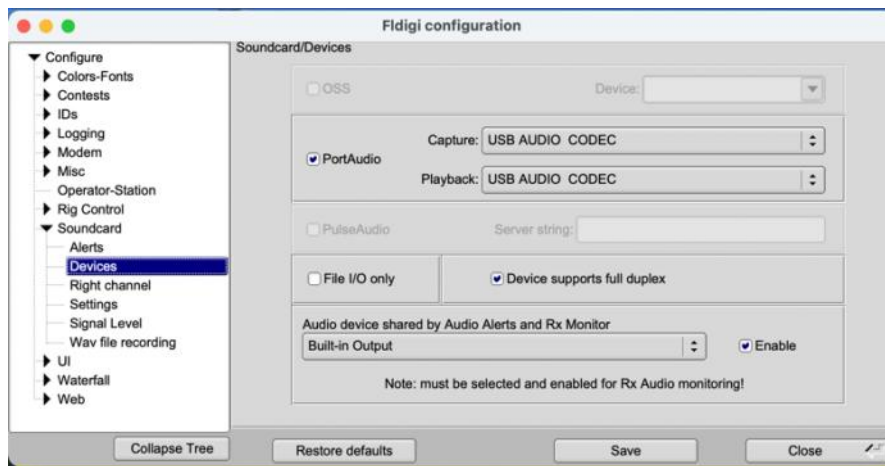 Fldigi configuration
Configure
Colors-Fonts
Contests
IDs
Logging
Modem
Misc
Operator-Station
Rig Control
Soundcard
Alerts
Devices
Right channel
Settings
Signal Level
Wav file recording
UI
Waterfall
Web
Collapse Tree
Soundcard/Devices
OSS Device:
Capture: USB AUDIO CODEC
PortAudio
Playback: USB AUDIO CODEC
PulseAudio Server string:
File I/O only Device supports full duplex
Audio device shared by Audio Alerts and Rx Monitor
Built-in Output Enable
Note: must be selected and enabled for Rx Audio monitoring!
Restore defaults Save Close